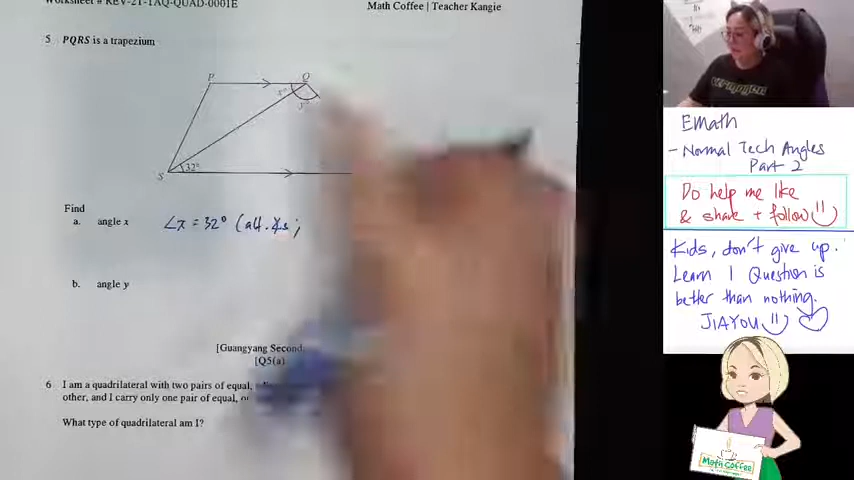 Worksheet # REV-21-1AQ-QUAD-0001E
Math Coffee | Teacher Kangie
5 PQRS is a trapezium
P
Q
x°
y°
S
32°
Find
a. angle x
∠x = 32° (alt. ∠s;
b. angle y
[Guangyang Second
[Q5(a)
6 I am a quadrilateral with two pairs of equal,
other, and I carry only one pair of equal,
What type of quadrilateral am I?
EMath
- Normal Tech Angles
Part 2
Do help me like
& share + follow
Kids, don't give up.
Learn 1 Question is
better than nothing.
JIAYOU
Math Coffee